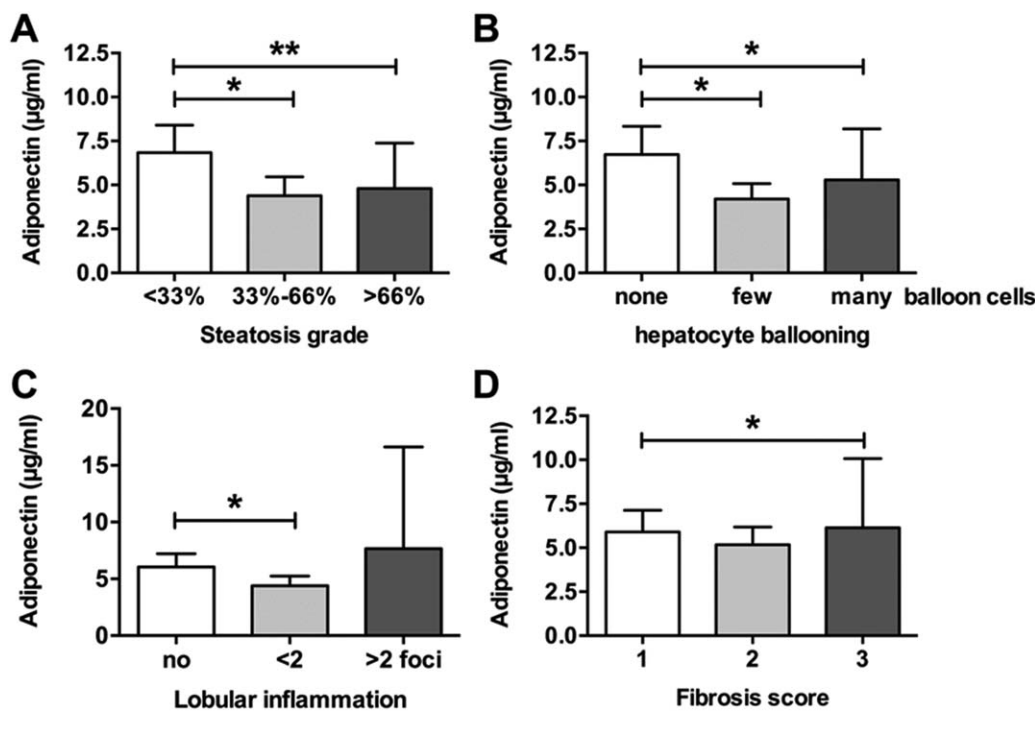 A
Adiponectin (µg/ml)
12.5
10.0
7.5
5.0
2.5
0.0
**
*
<33% 33%-66% >66%
Steatosis grade
B
Adiponectin (µg/ml)
12.5
10.0
7.5
5.0
2.5
0.0
*
*
none few many balloon cells
hepatocyte ballooning
C
Adiponectin (µg/ml)
20
15
10
5
0
*
no <2 >2 foci
Lobular inflammation
D
Adiponectin (µg/ml)
12.5
10.0
7.5
5.0
2.5
0.0
*
1 2 3
Fibrosis score